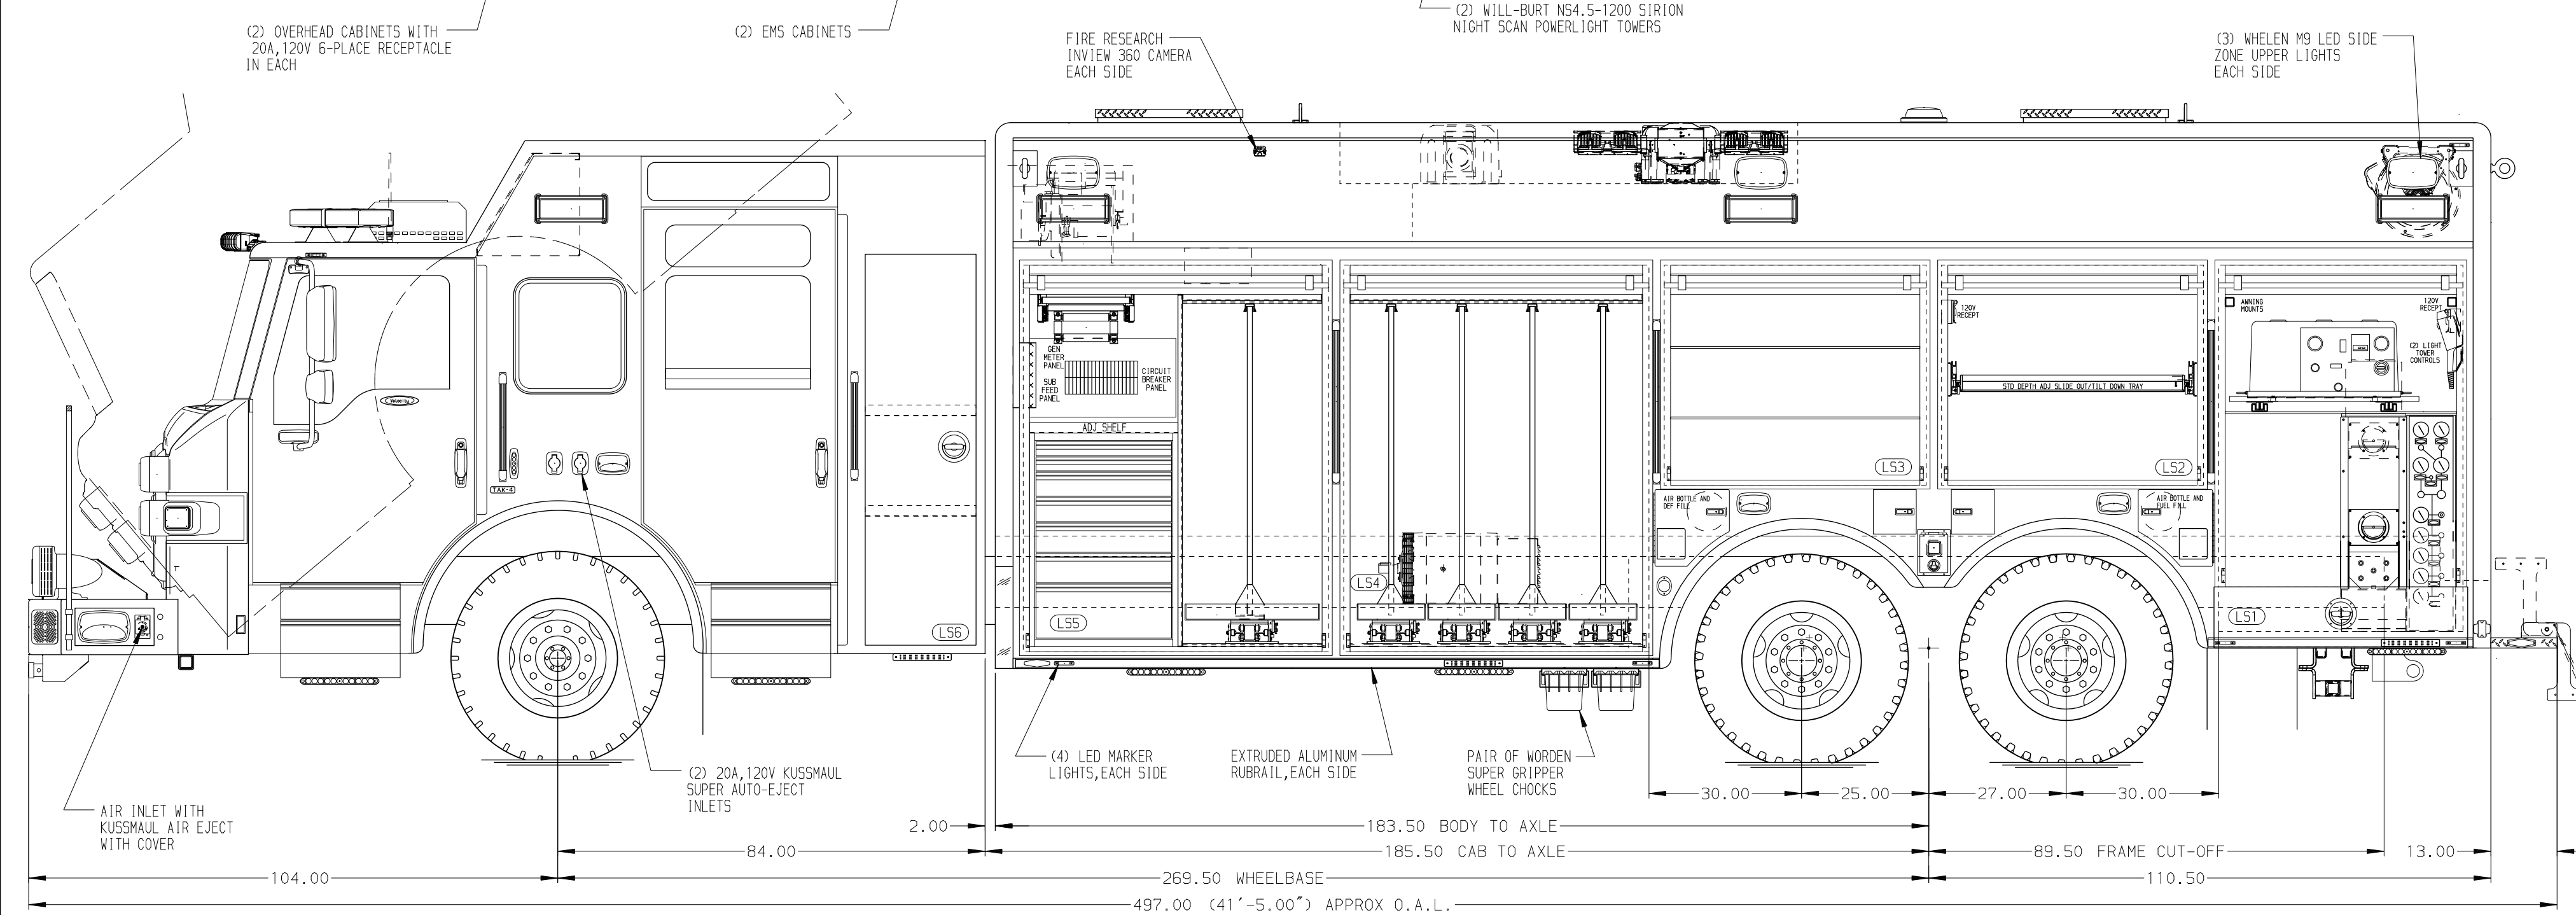 (2) OVERHEAD CABINETS WITH
20A,120V 6-PLACE RECEPTACLE
IN EACH
(2) EMS CABINETS
FIRE RESEARCH
INVIEW 360 CAMERA
EACH SIDE
(2) WILL-BURT NS4.5-1200 SIRION
NIGHT SCAN POWERLIGHT TOWERS
(3) WHELEN M9 LED SIDE
ZONE UPPER LIGHTS
EACH SIDE
Velocity
TAK-4
LS6
GEN
METER
PANEL
SUB
FEED
PANEL
CIRCUIT
BREAKER
PANEL
ADJ SHELF
LS5
LS4
LS3
AIR BOTTLE AND
DEF FILL
120V
RECEPT
STD DEPTH ADJ SLIDE OUT/TILT DOWN TRAY
LS2
AIR BOTTLE AND
FUEL FILL
AWNING
MOUNTS
120V
RECEPT
(2) LIGHT
TOWER
CONTROLS
LS1
AIR INLET WITH
KUSSMAUL AIR EJECT
WITH COVER
(2) 20A,120V KUSSMAUL
SUPER AUTO-EJECT
INLETS
(4) LED MARKER
LIGHTS,EACH SIDE
EXTRUDED ALUMINUM
RUBRAIL,EACH SIDE
PAIR OF WORDEN
SUPER GRIPPER
WHEEL CHOCKS
30.00 25.00 27.00 30.00
2.00 183.50 BODY TO AXLE
84.00 185.50 CAB TO AXLE 89.50 FRAME CUT-OFF 13.00
104.00 269.50 WHEELBASE 110.50
497.00 (41'-5.00") APPROX O.A.L.